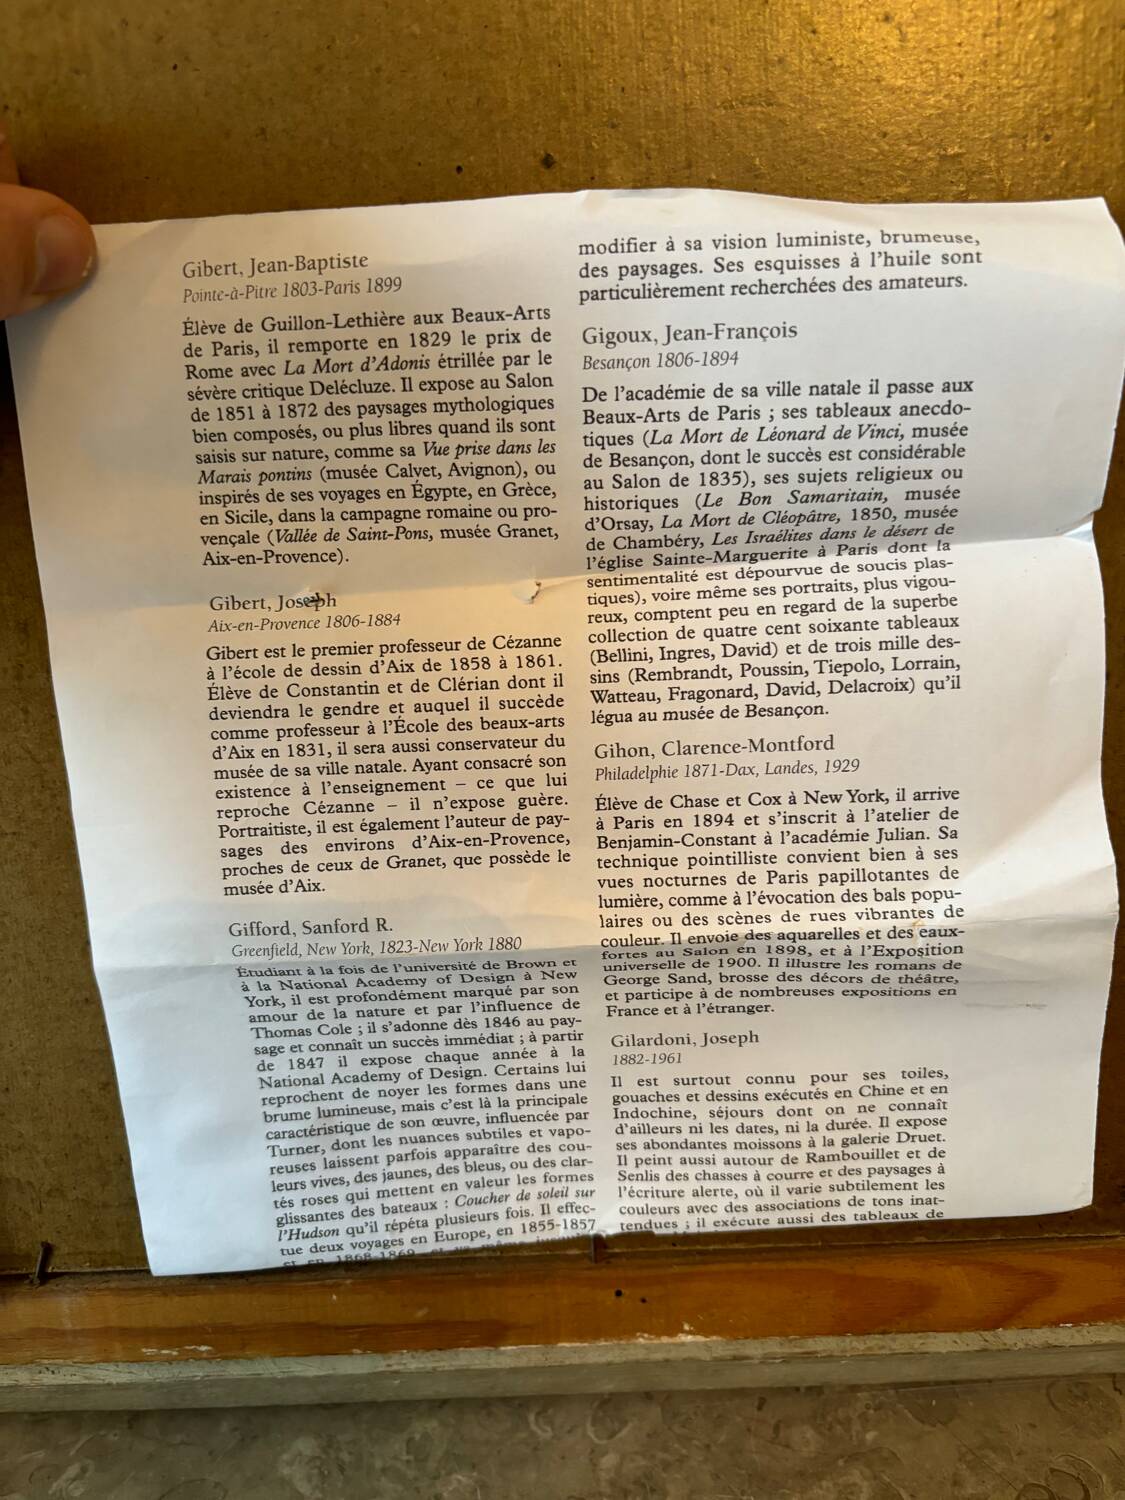 Gibert, Jean-Baptiste
Pointe-à-Pitre 1803-Paris 1899
Élève de Guillon-Lethière aux Beaux-Arts
de Paris, il remporte en 1829 le prix de
Rome avec La Mort d'Adonis étrillée par le
sévère critique Delécluze. Il expose au Salon
de 1851 à 1872 des paysages mythologiques
bien composés, ou plus libres quand ils sont
saisis sur nature, comme sa Vue prise dans les
Marais pontins (musée Calvet, Avignon), ou
inspirés de ses voyages en Égypte, en Grèce,
en Sicile, dans la campagne romaine ou pro-
vençale (Vallée de Saint-Pons, musée Granet,
Aix-en-Provence).
Gibert, Joseph
Aix-en-Provence 1806-1884
Gibert est le premier professeur de Cézanne
à l'école de dessin d'Aix de 1858 à 1861.
Élève de Constantin et de Clérian dont il
deviendra le gendre et auquel il succède
comme professeur à l'École des beaux-arts
d'Aix en 1831, il sera aussi conservateur du
musée de sa ville natale. Ayant consacré son
existence à l'enseignement – ce que lui
reproche Cézanne – il n'expose guère.
Portraitiste, il est également l'auteur de pay-
sages des environs d'Aix-en-Provence,
proches de ceux de Granet, que possède le
musée d'Aix.
Gifford, Sanford R.
Greenfield, New York, 1823-New York 1880
Étudiant à la fois de l'université de Brown et
à la National Academy of Design à New
York, il est profondément marqué par son
amour de la nature et par l'influence de
Thomas Cole ; il s'adonne dès 1846 au pay-
sage et connaît un succès immédiat ; à partir
de 1847 il expose chaque année à la
National Academy of Design. Certains lui
reprochent de noyer les formes dans une
brume lumineuse, mais c'est là la principale
caractéristique de son œuvre, influencée par
Turner, dont les nuances subtiles et vapo-
reuses laissent parfois apparaître des cou-
leurs vives, des jaunes, des bleus, ou des clar-
tés roses qui mettent en valeur les formes
glissantes des bateaux : Coucher de soleil sur
l'Hudson qu'il répéta plusieurs fois. Il effec-
tue deux voyages en Europe, en 1855-1857
et en 1868-1869
modifier à sa vision luministe, brumeuse,
des paysages. Ses esquisses à l'huile sont
particulièrement recherchées des amateurs.
Gigoux, Jean-François
Besançon 1806-1894
De l'académie de sa ville natale il passe aux
Beaux-Arts de Paris ; ses tableaux anecdo-
tiques (La Mort de Léonard de Vinci, musée
de Besançon, dont le succès est considérable
au Salon de 1835), ses sujets religieux ou
historiques (Le Bon Samaritain, musée
d'Orsay, La Mort de Cléopâtre, 1850, musée
de Chambéry, Les Israélites dans le désert de
l'église Sainte-Marguerite à Paris dont la
sentimentalité est dépourvue de soucis plas-
tiques), voire même ses portraits, plus vigou-
reux, comptent peu en regard de la superbe
collection de quatre cent soixante tableaux
(Bellini, Ingres, David) et de trois mille des-
sins (Rembrandt, Poussin, Tiepolo, Lorrain,
Watteau, Fragonard, David, Delacroix) qu'il
légua au musée de Besançon.
Gihon, Clarence-Montford
Philadelphie 1871-Dax, Landes, 1929
Élève de Chase et Cox à New York, il arrive
à Paris en 1894 et s'inscrit à l'atelier de
Benjamin-Constant à l'académie Julian. Sa
technique pointilliste convient bien à ses
vues nocturnes de Paris papillotantes de
lumière, comme à l'évocation des bals popu-
laires ou des scènes de rues vibrantes de
couleur. Il envoie des aquarelles et des eaux-
fortes au Salon en 1898, et à l'Exposition
universelle de 1900. Il illustre les romans de
George Sand, brosse des décors de théâtre,
et participe à de nombreuses expositions en
France et à l'étranger.
Gilardoni, Joseph
1882-1961
Il est surtout connu pour ses toiles,
gouaches et dessins exécutés en Chine et en
Indochine, séjours dont on ne connaît
d'ailleurs ni les dates, ni la durée. Il expose
ses abondantes moissons à la galerie Druet.
Il peint aussi autour de Rambouillet et de
Senlis des chasses à courre et des paysages à
l'écriture alerte, où il varie subtilement les
couleurs avec des associations de tons inat-
tendues ; il exécute aussi des tableaux de